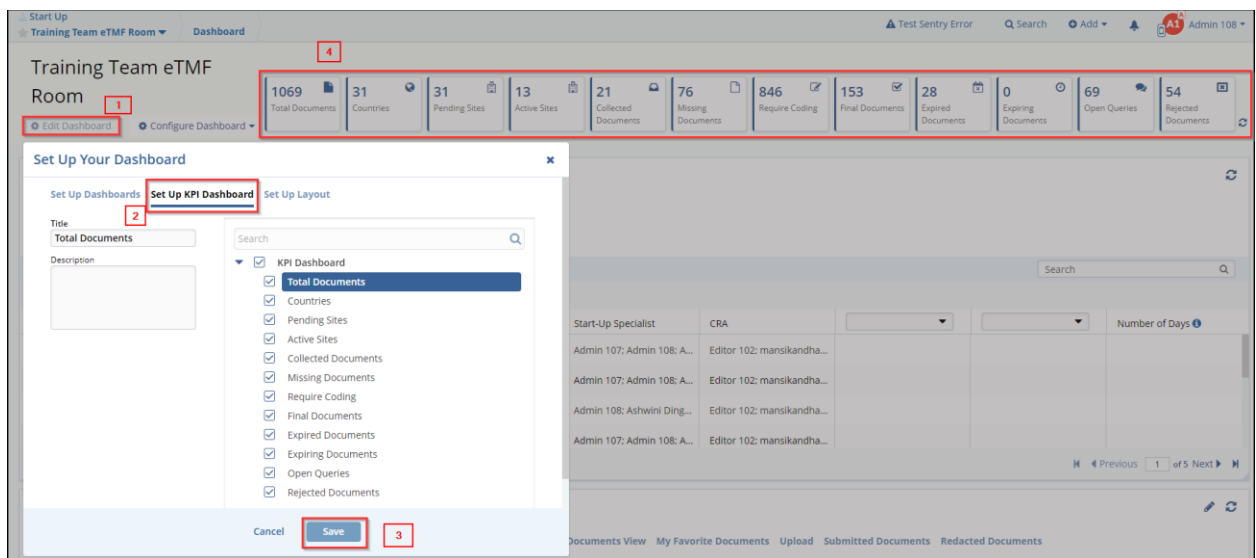 Start Up
Training Team eTMF Room Dashboard
Test Sentry Error Search Add A1 Admin 108
4
Training Team eTMF
Room
1
Edit Dashboard Configure Dashboard
1069
Total Documents
31
Countries
31
Pending Sites
13
Active Sites
21
Collected
Documents
76
Missing
Documents
846
Require Coding
153
Final Documents
28
Expired
Documents
0
Expiring
Documents
69
Open Queries
54
Rejected
Documents
Set Up Your Dashboard
Set Up Dashboards Set Up KPI Dashboard Set Up Layout
2
Title
Total Documents
Description
Search
KPI Dashboard
Total Documents
Countries
Pending Sites
Active Sites
Collected Documents
Missing Documents
Require Coding
Final Documents
Expired Documents
Expiring Documents
Open Queries
Rejected Documents
Cancel Save
3
Search
Start-Up Specialist CRA Number of Days
Admin 107; Admin 108; A... Editor 102; mansikandha...
Admin 107; Admin 108; A... Editor 102; mansikandha...
Admin 108; Ashwini Ding... Editor 102; mansikandha...
Admin 107; Admin 108; A... Editor 102; mansikandha...
Previous 1 of 5 Next
Documents View My Favorite Documents Upload Submitted Documents Redacted Documents